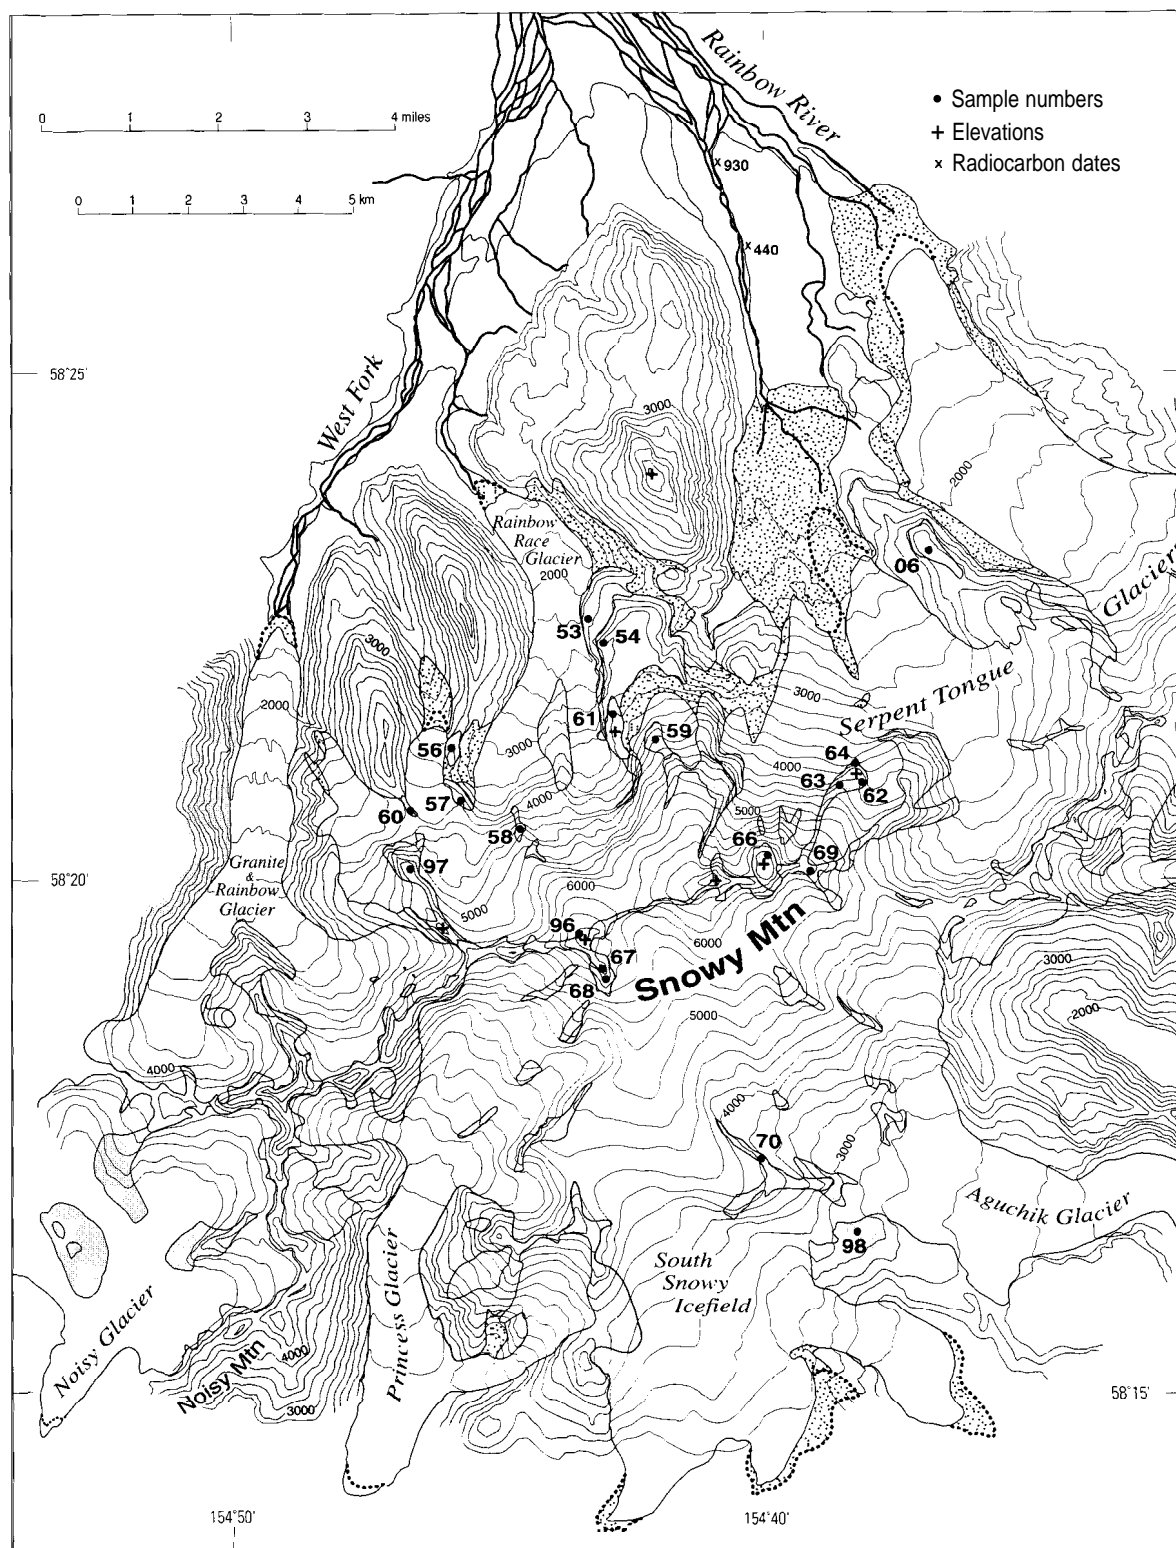 Rainbow River
• Sample numbers
+ Elevations
x Radiocarbon dates
0 1 2 3 4 miles
0 1 2 3 4 5 km
x 930
x 440
58°25'
West Fork
3000
2000
Rainbow
Race
Glacier
2000
06
Glacier
53
54
3000
2000
3000
Serpent Tongue
61
59
56
3000
64
4000
63
62
57
4000
60
58
5000
66
69
97
Granite
&
Rainbow
Glacier
58°20'
6000
5000
96
6000
67
68
Snowy Mtn
3000
5000
2000
4000
4000
70
3000
Aguchik Glacier
98
South
Snowy
Icefield
Princess Glacier
Noisy Glacier
Noisy Mtn
4000
3000
58°15'
154°50'
154°40'